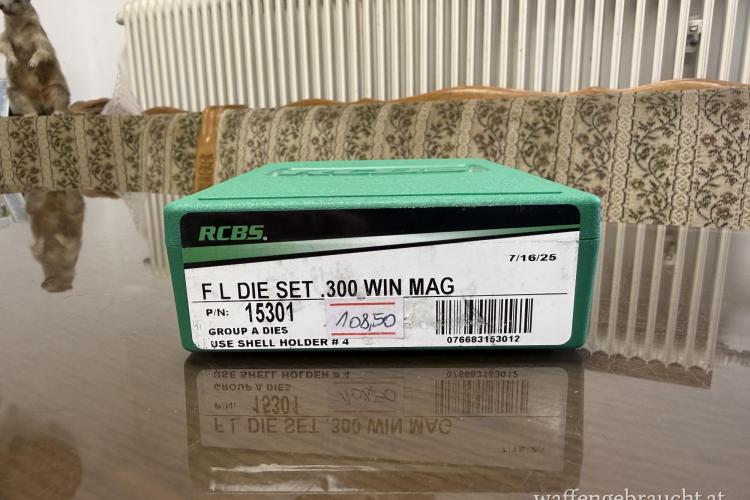 RCBS.
7/16/25
F L DIE SET .300 WIN MAG
P/N: 15301
108,50
GROUP A DIES
USE SHELL HOLDER # 4
076683153012
waffengebraucht.at